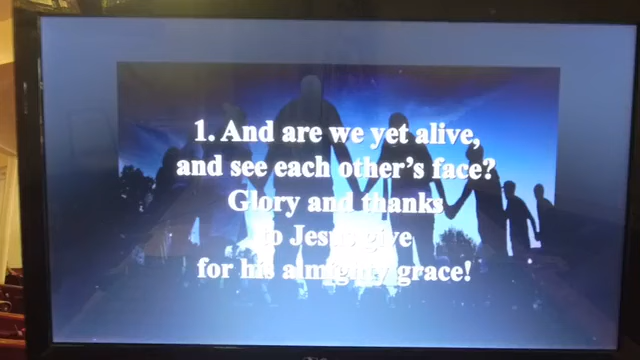 1. And are we yet alive,
and see each other's face?
Glory and thanks
to Jesus give
for his almighty grace!